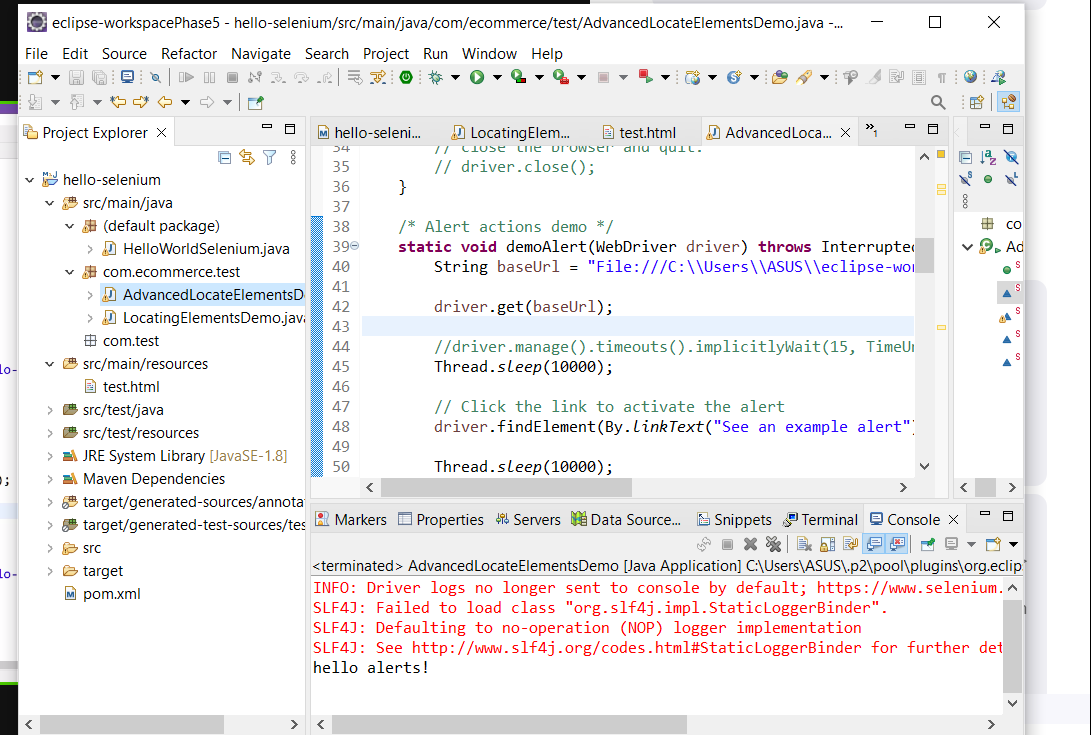 eclipse-workspacePhase5 - hello-selenium/src/main/java/com/ecommerce/test/AdvancedLocateElementsDemo.java -...
File Edit Source Refactor Navigate Search Project Run Window Help
Project Explorer
hello-seleni...
LocatingElem...
test.html
AdvancedLoca...
»1
hello-selenium
src/main/java
(default package)
HelloWorldSelenium.java
com.ecommerce.test
AdvancedLocateElementsD
LocatingElementsDemo.java
com.test
src/main/resources
test.html
src/test/java
src/test/resources
JRE System Library [JavaSE-1.8]
Maven Dependencies
target/generated-sources/annota
target/generated-test-sources/tes
src
target
pom.xml
34 // close the browser and quit.
35 // driver.close();
36 }
37
38 /* Alert actions demo */
39 static void demoAlert(WebDriver driver) throws Interrupted
40 String baseUrl = "File:///C:\\Users\\ASUS\\eclipse-wor
41
42 driver.get(baseUrl);
43
44 //driver.manage().timeouts().implicitlyWait(15, TimeUn
45 Thread.sleep(10000);
46
47 // Click the link to activate the alert
48 driver.findElement(By.linkText("See an example alert")
49
50 Thread.sleep(10000);
co
Ad
Markers Properties Servers Data Source... Snippets Terminal Console
<terminated> AdvancedLocateElementsDemo [Java Application] C:\Users\ASUS\.p2\pool\plugins\org.eclip
INFO: Driver logs no longer sent to console by default; https://www.selenium.
SLF4J: Failed to load class "org.slf4j.impl.StaticLoggerBinder".
SLF4J: Defaulting to no-operation (NOP) logger implementation
SLF4J: See http://www.slf4j.org/codes.html#StaticLoggerBinder for further det
hello alerts!
lo-
);
lo-